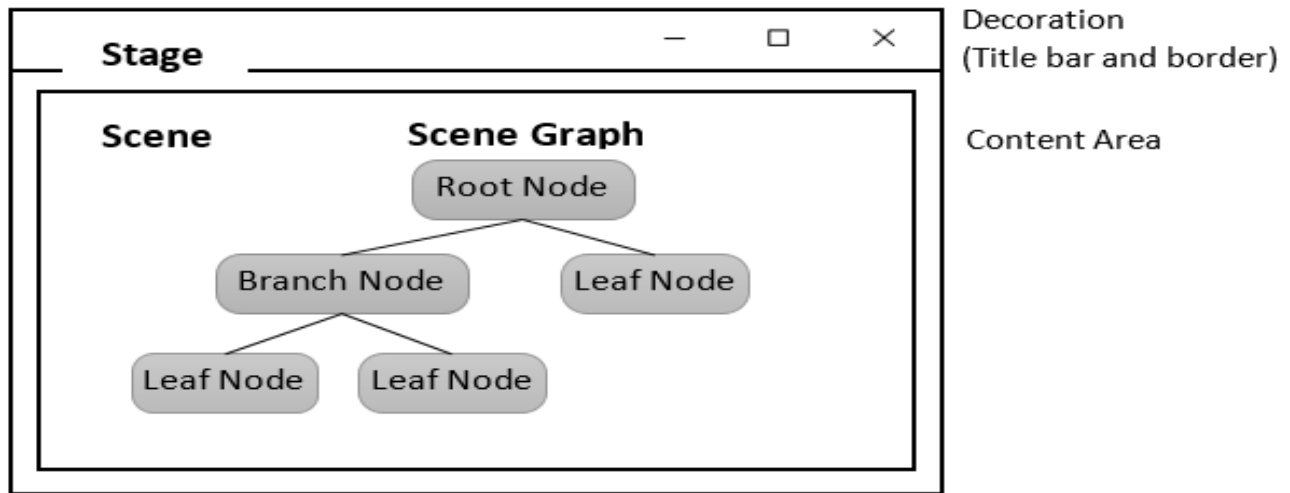 Decoration
(Title bar and border)
Stage
Content Area
Scene
Scene Graph
Root Node
Branch Node
Leaf Node
Leaf Node
Leaf Node